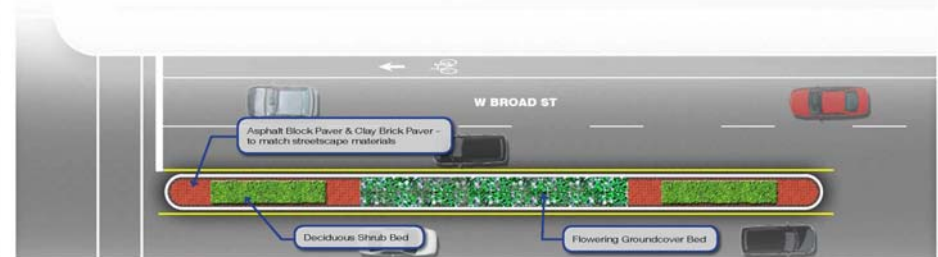 W BROAD ST
Asphalt Block Paver & Clay Brick Paver -
to match streetscape materials
Deciduous Shrub Bed
Flowering Groundcover Bed